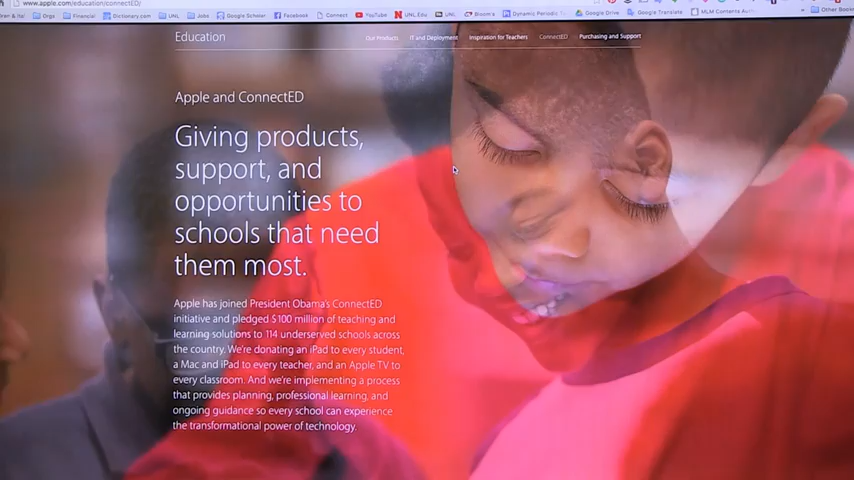 www.apple.com/education/connectED/
Orgs Financial Dictionary.com UNL Jobs Google Scholar Facebook Connect YouTube UNL.Edu UNL Bloom's Dynamic Periodic Google Drive Google Translate MLM Contents
Education Our Products IT and Deployment Inspiration for Teachers ConnectED Purchasing and Support
Apple and ConnectED
Giving products,
support, and
opportunities to
schools that need
them most.
Apple has joined President Obama's ConnectED
initiative and pledged $100 million of teaching and
learning solutions to 114 underserved schools across
the country. We're donating an iPad to every student,
a Mac and iPad to every teacher, and an Apple TV to
every classroom. And we're implementing a process
that provides planning, professional learning, and
ongoing guidance so every school can experience
the transformational power of technology.